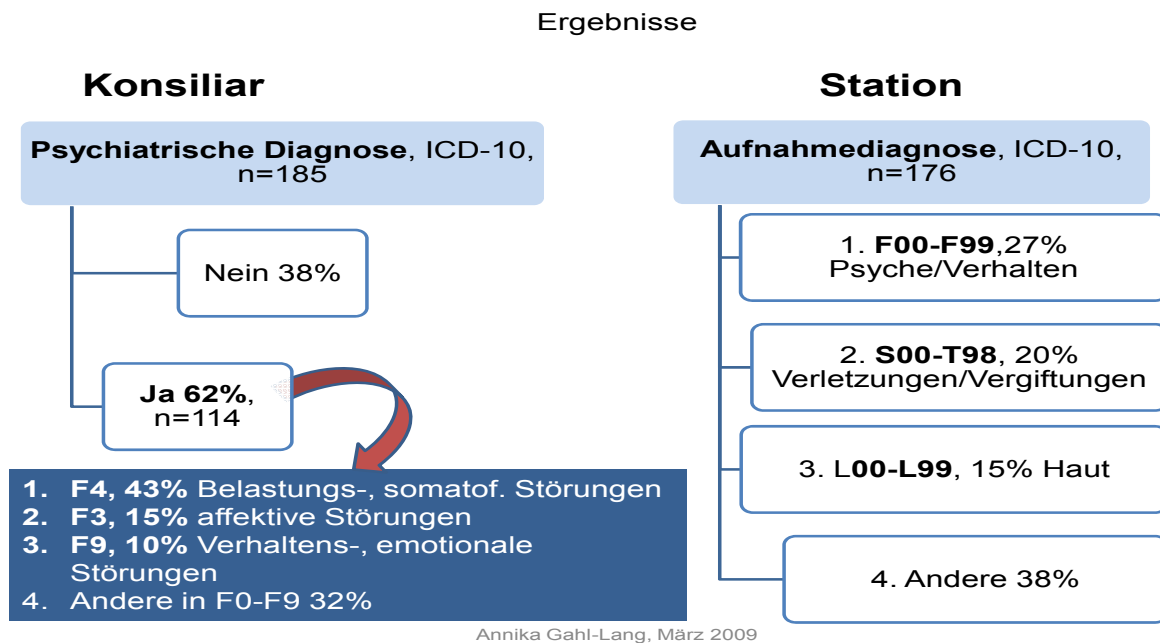 Ergebnisse
Konsiliar
Psychiatrische Diagnose, ICD-10,
n=185
Nein 38%
Ja 62%,
n=114
1. F4, 43% Belastungs-, somatof. Störungen
2. F3, 15% affektive Störungen
3. F9, 10% Verhaltens-, emotionale
Störungen
4. Andere in F0-F9 32%
Station
Aufnahmediagnose, ICD-10,
n=176
1. F00-F99,27%
Psyche/Verhalten
2. S00-T98, 20%
Verletzungen/Vergiftungen
3. L00-L99, 15% Haut
4. Andere 38%
Annika Gahl-Lang, März 2009